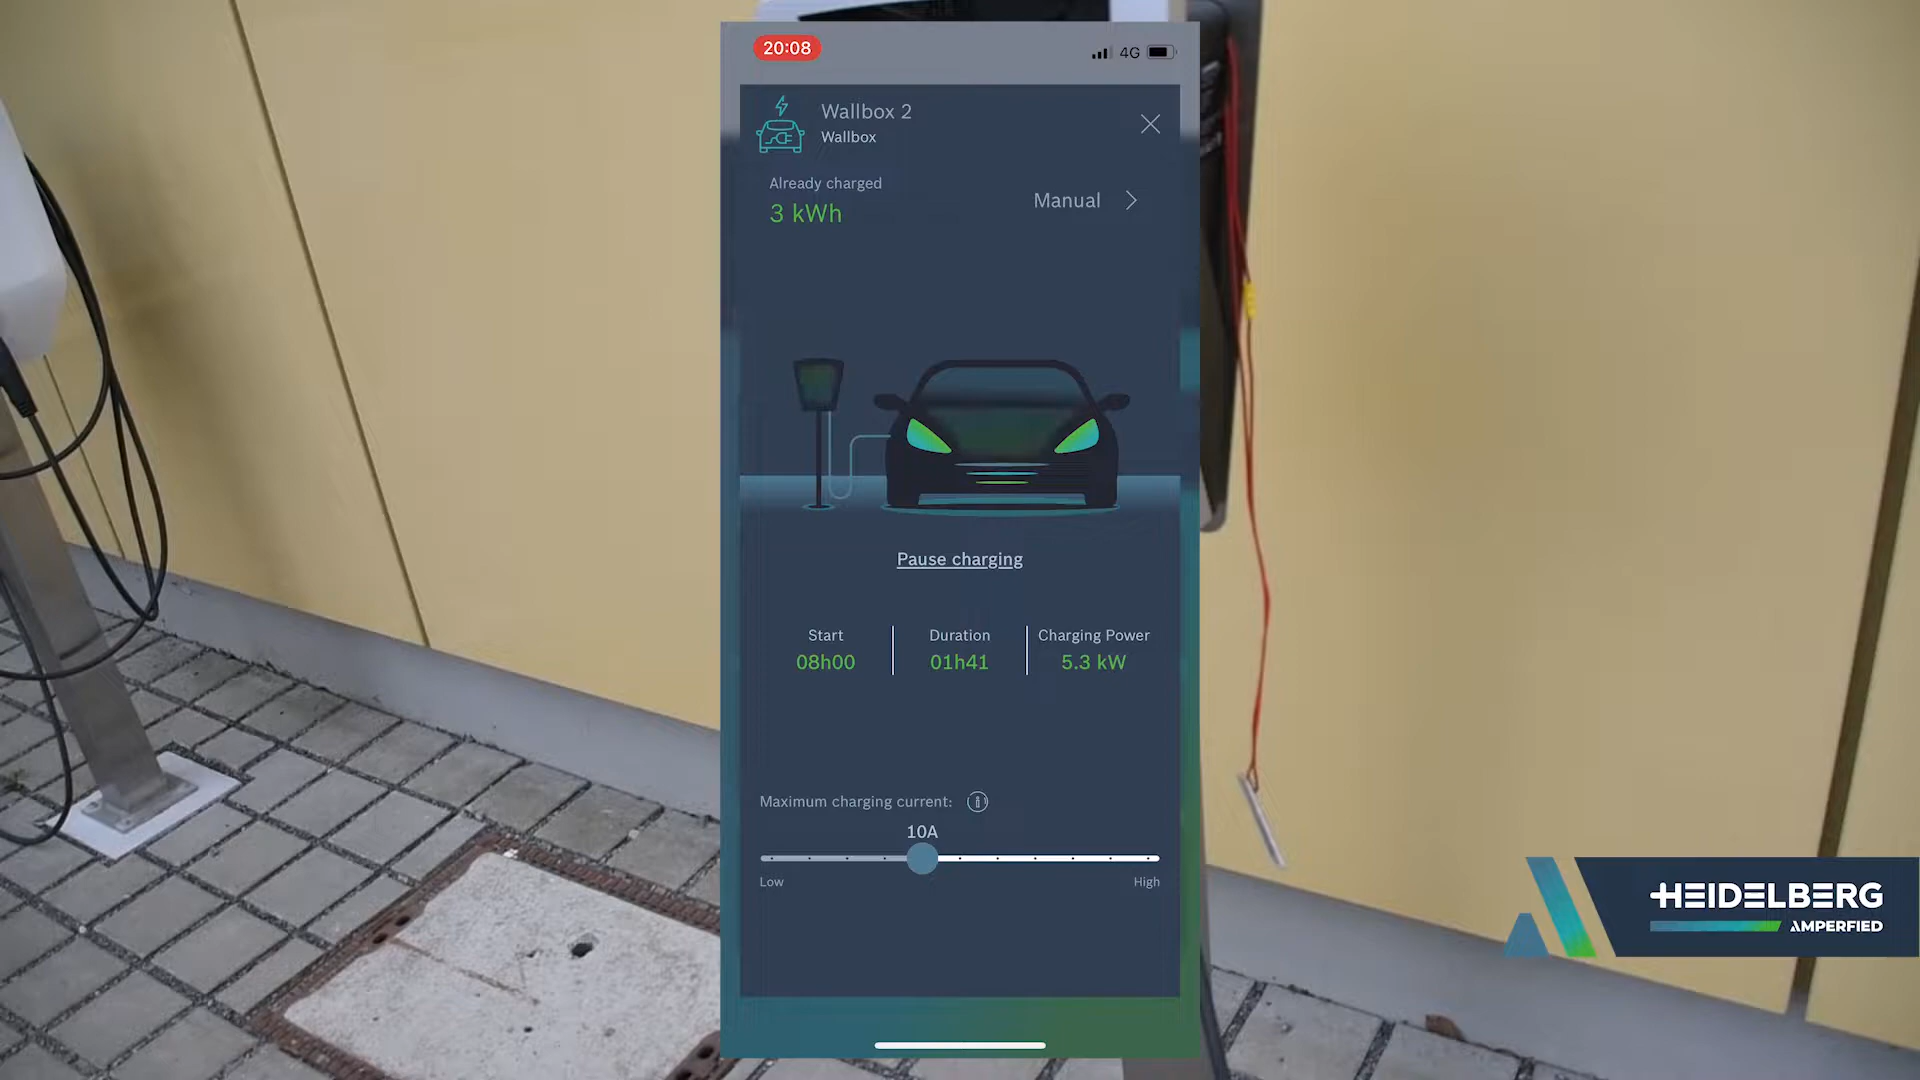 20:08
4G
Wallbox 2
Wallbox
Already charged
3 kWh
Manual
Pause charging
Start
Duration
Charging Power
08h00
01h41
5.3 kW
Maximum charging current:
10A
Low
High
HEIDELBERG
AMPERFIED